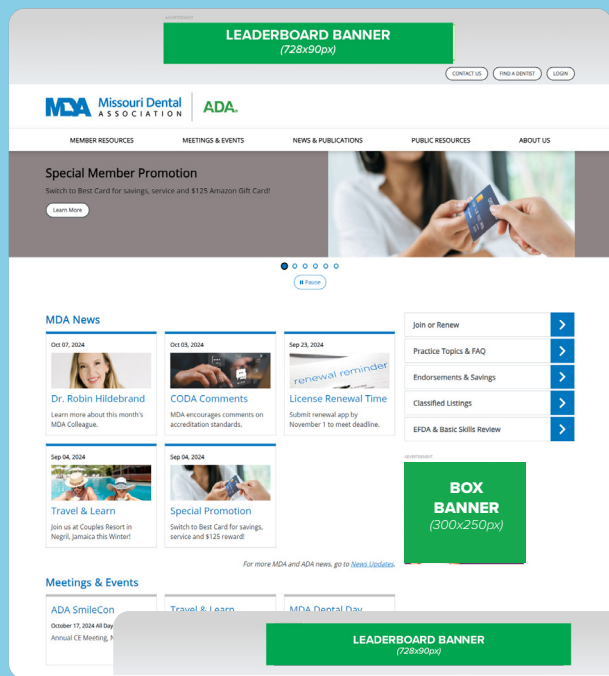 ADVERTISEMENT
LEADERBOARD BANNER
(728x90px)
CONTACT US
FIND A DENTIST
LOGIN
MDA Missouri Dental ASSOCIATION
ADA.
MEMBER RESOURCES
MEETINGS & EVENTS
NEWS & PUBLICATIONS
PUBLIC RESOURCES
ABOUT US
Special Member Promotion
Switch to Best Card for savings, service and $125 Amazon Gift Card!
Learn More
Pause
MDA News
Oct 07, 2024
Dr. Robin Hildebrand
Learn more about this month's
MDA Colleague.
Oct 03, 2024
CODA Comments
MDA encourages comments on
accreditation standards.
Sep 23, 2024
renewal reminder
License Renewal Time
Submit renewal app by
November 1 to meet deadline.
Sep 04, 2024
Travel & Learn
Join us at Couples Resort in
Negril, Jamaica this Winter!
Sep 04, 2024
Special Promotion
Switch to Best Card for savings,
service and $125 reward!
For more MDA and ADA news, go to News Updates.
Join or Renew
Practice Topics & FAQ
Endorsements & Savings
Classified Listings
EFDA & Basic Skills Review
ADVERTISEMENT
BOX
BANNER
(300x250px)
Meetings & Events
ADA SmileCon
October 17, 2024 All Day
Annual CE Meeting,
Travel & Learn
MDA Dental Day
LEADERBOARD BANNER
(728x90px)